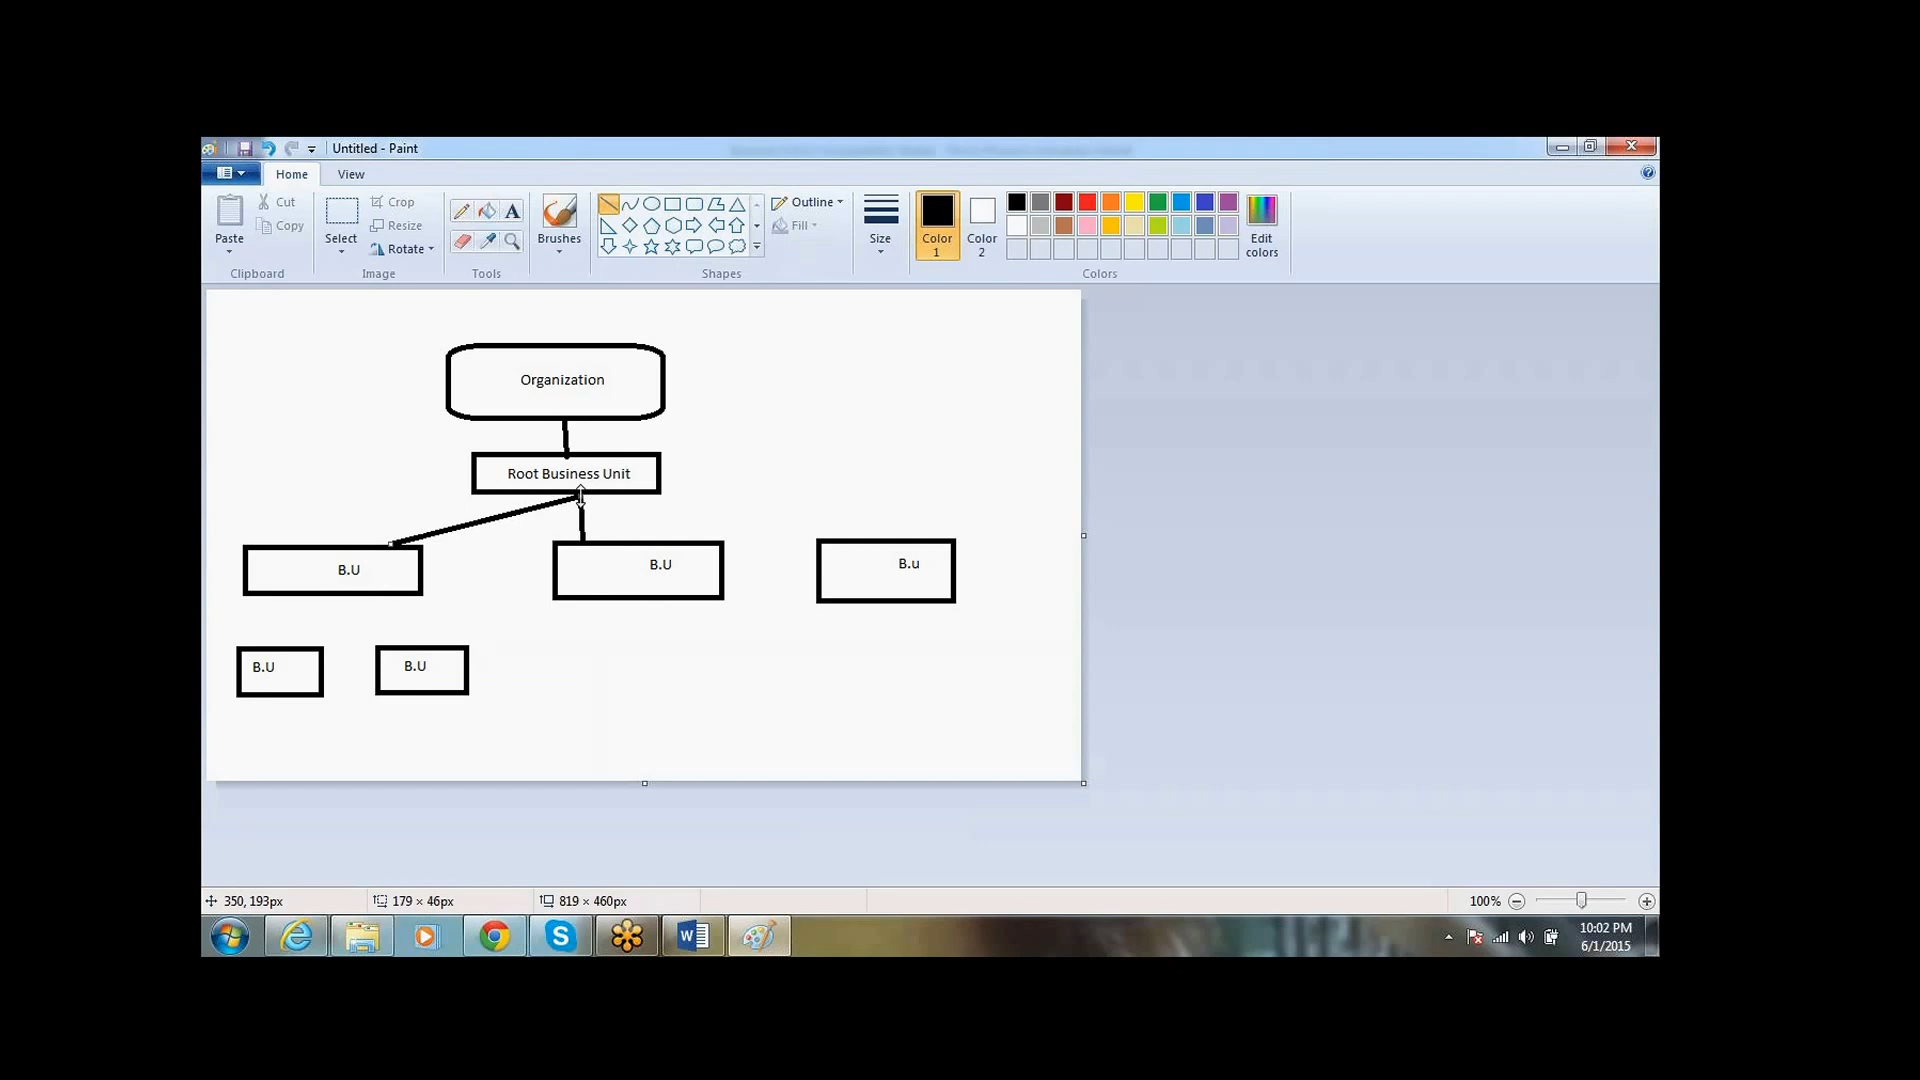 Untitled - Paint
Home View
Paste
Cut
Copy
Clipboard
Select
Crop
Resize
Rotate
Image
A
Tools
Brushes
Outline
Fill
Shapes
Size
Color 1
Color 2
Edit colors
Colors
Organization
Root Business Unit
B.U
B.U
B.u
B.U
B.U
350, 193px
179 × 46px
819 × 460px
100%
10:02 PM
6/1/2015